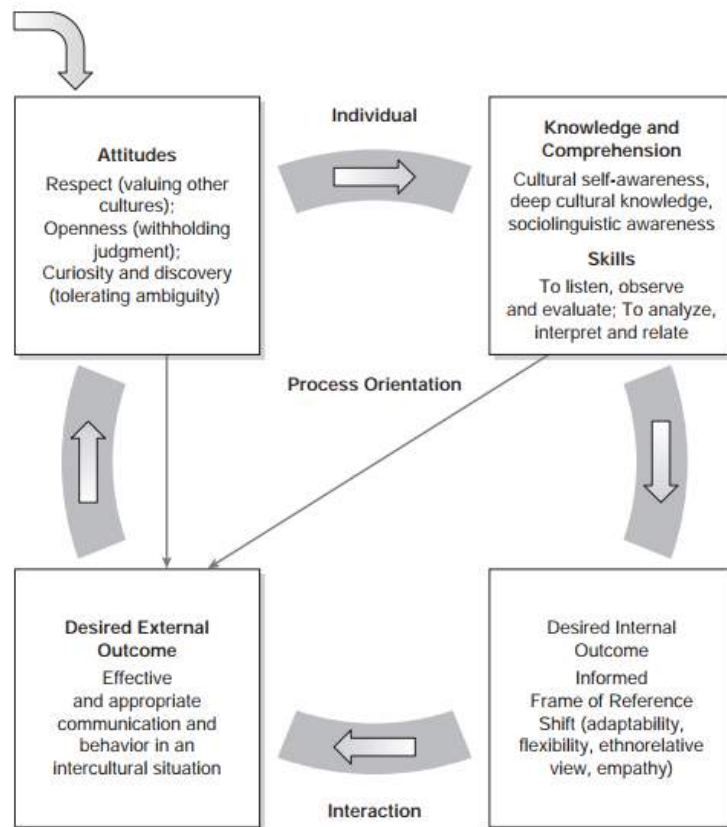 Individual
Attitudes
Respect (valuing other
cultures);
Openness (withholding
judgment);
Curiosity and discovery
(tolerating ambiguity)
Knowledge and
Comprehension
Cultural self-awareness,
deep cultural knowledge,
sociolinguistic awareness
Skills
To listen, observe
and evaluate; To analyze,
interpret and relate
Process Orientation
Desired External
Outcome
Effective
and appropriate
communication and
behavior in an
intercultural situation
Desired Internal
Outcome
Informed
Frame of Reference
Shift (adaptability,
flexibility, ethnorelative
view, empathy)
Interaction